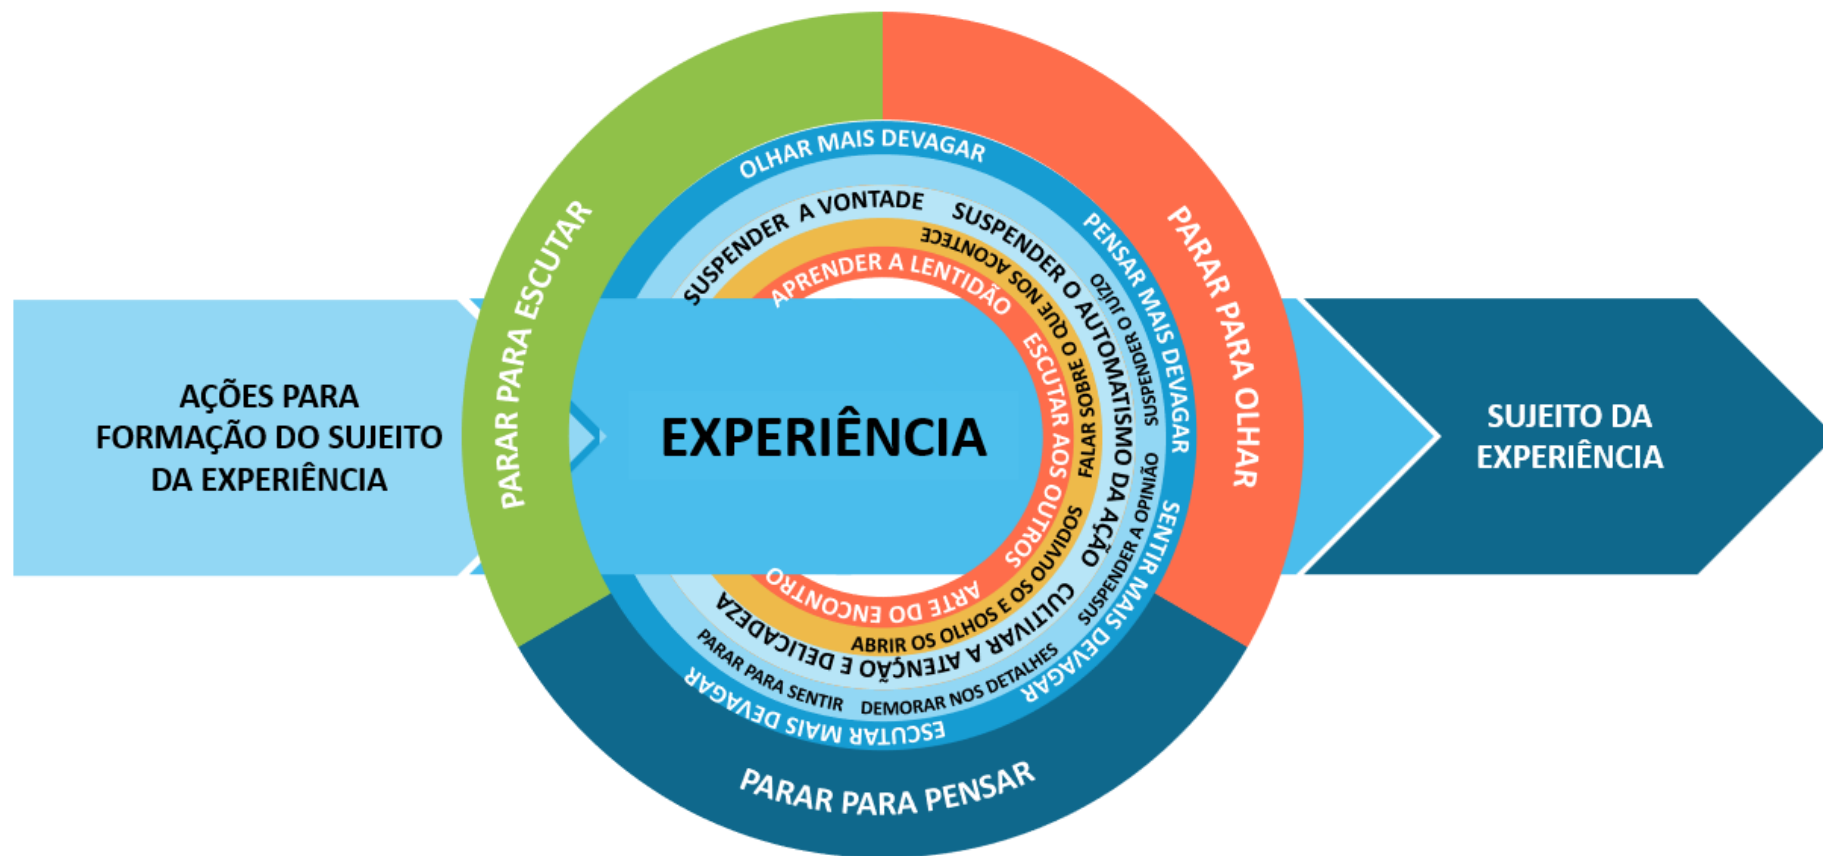 AÇÕES PARA
FORMAÇÃO DO SUJEITO
DA EXPERIÊNCIA
PARAR PARA ESCUTAR
PARAR PARA OLHAR
PARAR PARA PENSAR
OLHAR MAIS DEVAGAR
PENSAR MAIS DEVAGAR
SENTIR MAIS DEVAGAR
ESCUTAR MAIS DEVAGAR
SUSPENDER O JUÍZO
SUSPENDER A OPINIÃO
DEMORAR NOS DETALHES
PARAR PARA SENTIR
SUSPENDER A VONTADE
SUSPENDER O AUTOMATISMO DA AÇÃO
CULTIVAR A ATENÇÃO E DELICADEZA
FALAR SOBRE O QUE NOS ACONTECE
ABRIR OS OLHOS E OS OUVIDOS
APRENDER A LENTIDÃO
ESCUTAR AOS OUTROS
ARTE DO ENCONTRO
EXPERIÊNCIA
SUJEITO DA
EXPERIÊNCIA